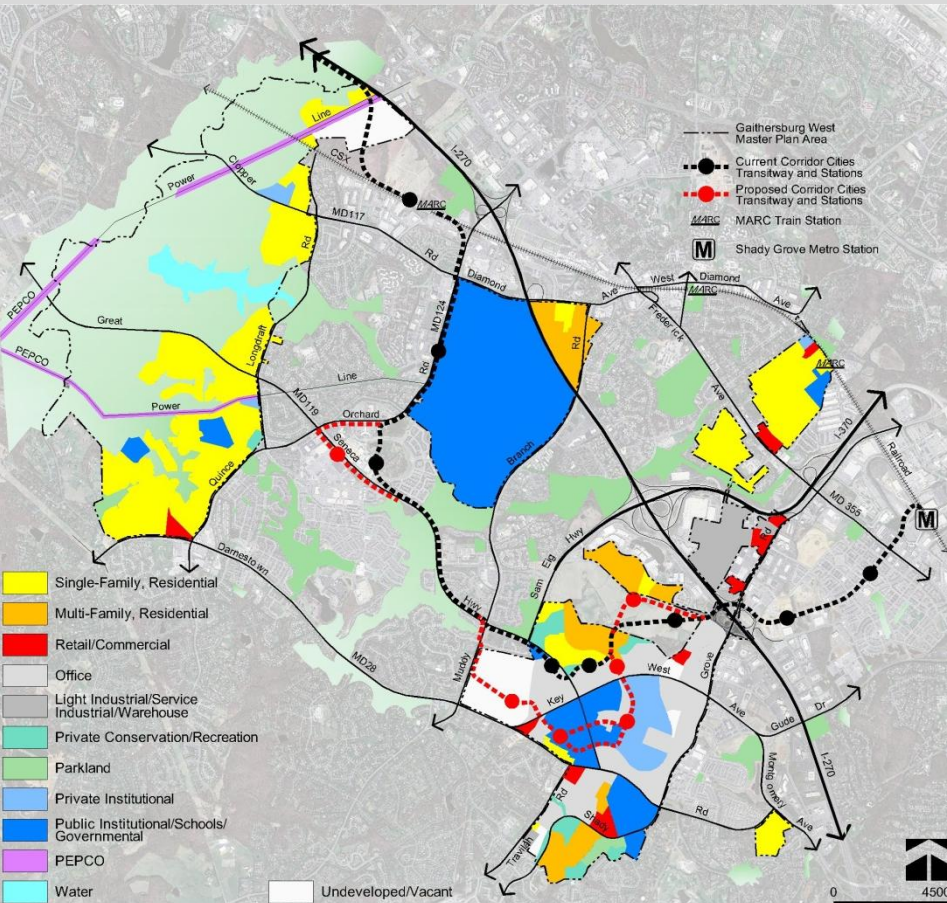 Line
Power
CSX
I-270
Clopper
Rd
MD117
Rd
MARC
Diamond
Ave
West
Diamond
Ave
MARC
Frederick
Ave
MARC
I-370
Railroad
MD 355
PEPCO
PEPCO
Great
Longdraft
Line
Power
MD119
MD124
Rd
Rd
Orchard
Seneca
Branch
Quince
Darnestown
Hwy
Sam
Eig
Hwy
Rd
MD28
Muddy
Key
West
Ave
Grove
Gude
Dr
I-270
Montgomery
Ave
Rd
Rd
Shady
Travilah
Gaithersburg West
Master Plan Area
Current Corridor Cities
Transitway and Stations
Proposed Corridor Cities
Transitway and Stations
MARC
MARC Train Station
M
Shady Grove Metro Station
M
Single-Family, Residential
Multi-Family, Residential
Retail/Commercial
Office
Light Industrial/Service
Industrial/Warehouse
Private Conservation/Recreation
Parkland
Private Institutional
Public Institutional/Schools/
Governmental
PEPCO
Water
Undeveloped/Vacant
0
4500